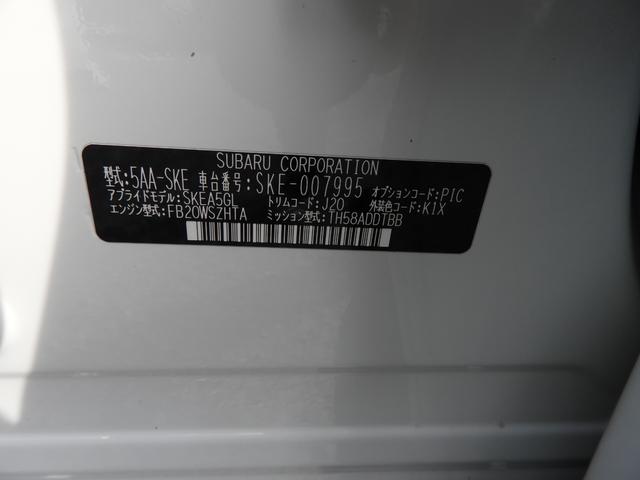 SUBARU CORPORATION
型式:5AA-SKE 車台番号:SKE-007995 オプションコード:PIC
アプライドモデル:SKEA5GL トリムコード:J20 外装色コード:K1X
エンジン型式:FB20WSZHTA ミッション型式:TH58ADDTBB